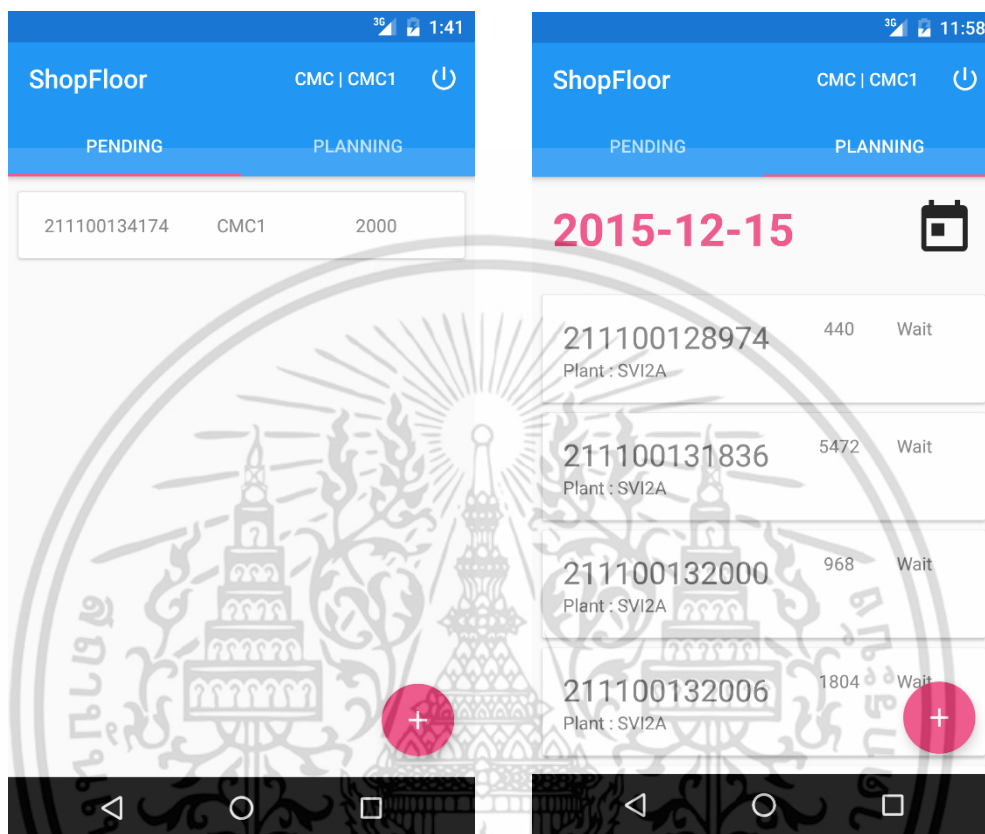 3G 1:41
ShopFloor CMC | CMC1
PENDING PLANNING
211100134174 CMC1 2000
+
3G 11:58
ShopFloor CMC | CMC1
PENDING PLANNING
2015-12-15
211100128974 440 Wait
Plant : SVI2A
211100131836 5472 Wait
Plant : SVI2A
211100132000 968 Wait
Plant : SVI2A
211100132006 1804 Wait
Plant : SVI2A
+